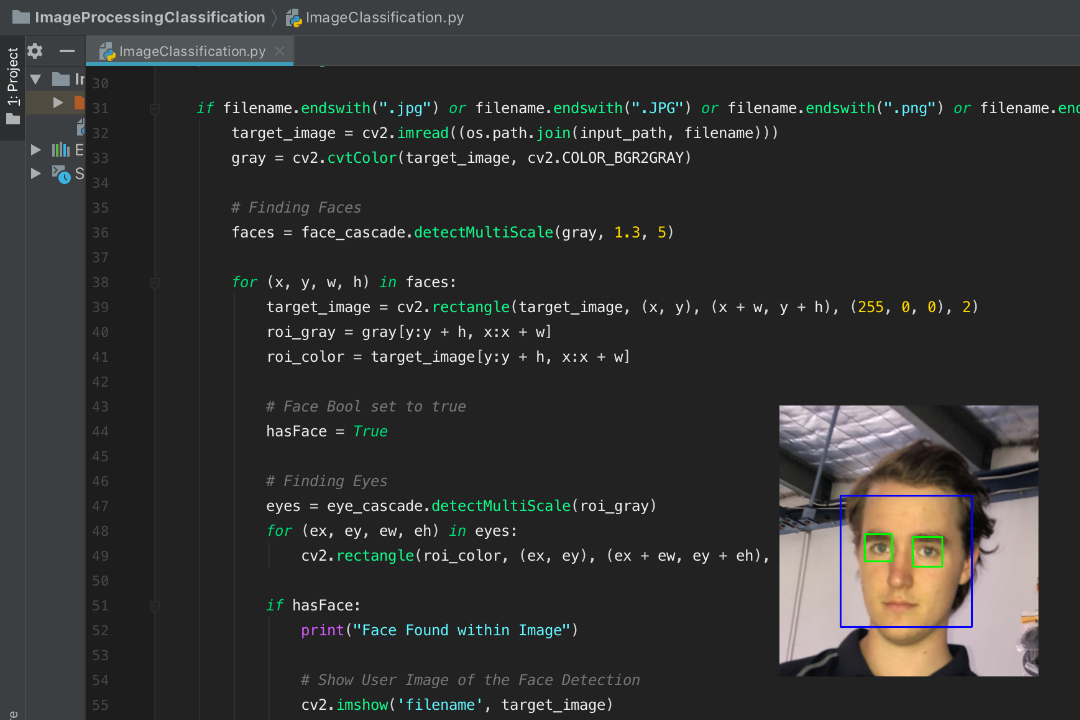 ImageProcessingClassification
ImageClassification.py
1: Project
ImageClassification.py
30
31 if filename.endswith(".jpg") or filename.endswith(".JPG") or filename.endswith(".png") or filename.end
32 target_image = cv2.imread((os.path.join(input_path, filename)))
33 gray = cv2.cvtColor(target_image, cv2.COLOR_BGR2GRAY)
34
35 # Finding Faces
36 faces = face_cascade.detectMultiScale(gray, 1.3, 5)
37
38 for (x, y, w, h) in faces:
39 target_image = cv2.rectangle(target_image, (x, y), (x + w, y + h), (255, 0, 0), 2)
40 roi_gray = gray[y:y + h, x:x + w]
41 roi_color = target_image[y:y + h, x:x + w]
42
43 # Face Bool set to true
44 hasFace = True
45
46 # Finding Eyes
47 eyes = eye_cascade.detectMultiScale(roi_gray)
48 for (ex, ey, ew, eh) in eyes:
49 cv2.rectangle(roi_color, (ex, ey), (ex + ew, ey + eh),
50
51 if hasFace:
52 print("Face Found within Image")
53
54 # Show User Image of the Face Detection
55 cv2.imshow('filename', target_image)